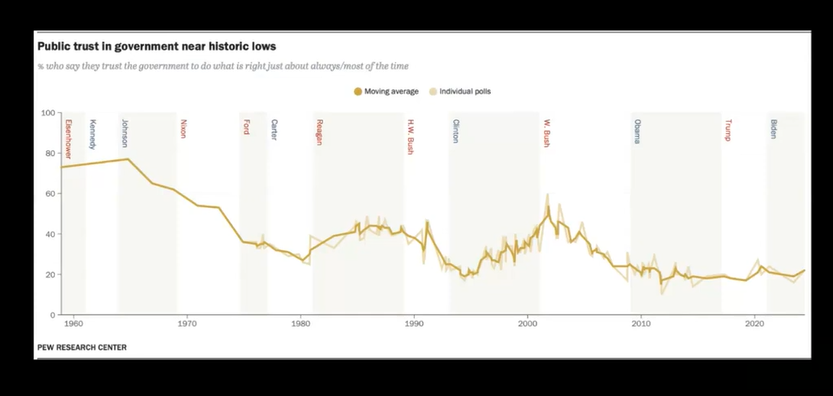 Public trust in government near historic lows
% who say they trust the government to do what is right just about always/most of the time
Moving average
Individual polls
100
80
60
40
20
0
Eisenhower
Kennedy
Johnson
Nixon
Ford
Carter
Reagan
H.W. Bush
Clinton
W. Bush
Obama
Trump
Biden
1960
1970
1980
1990
2000
2010
2020
PEW RESEARCH CENTER